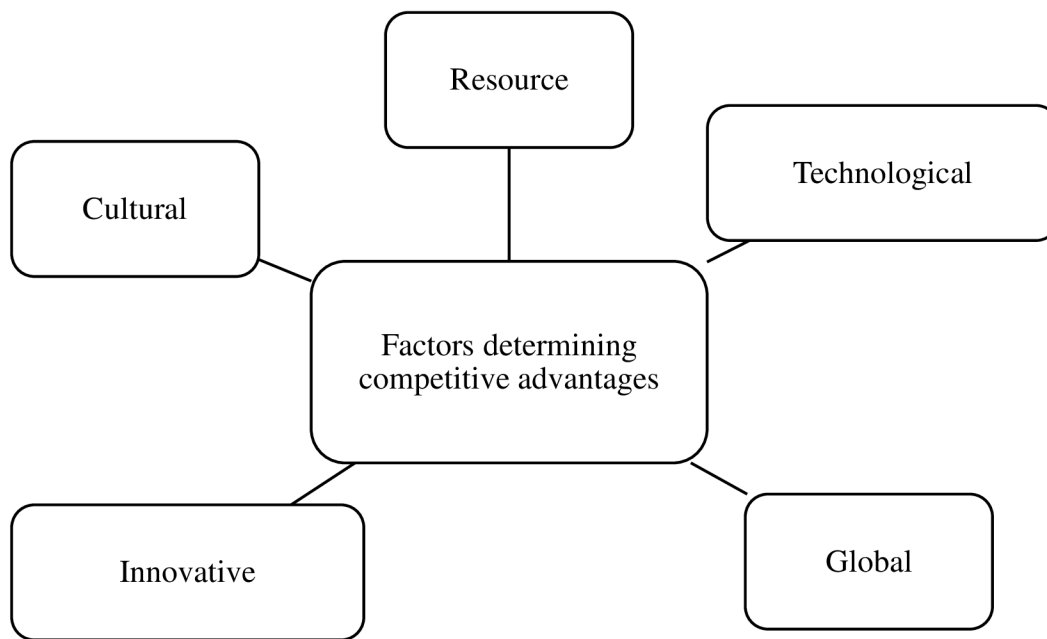 Resource
Technological
Cultural
Factors determining
competitive advantages
Innovative
Global